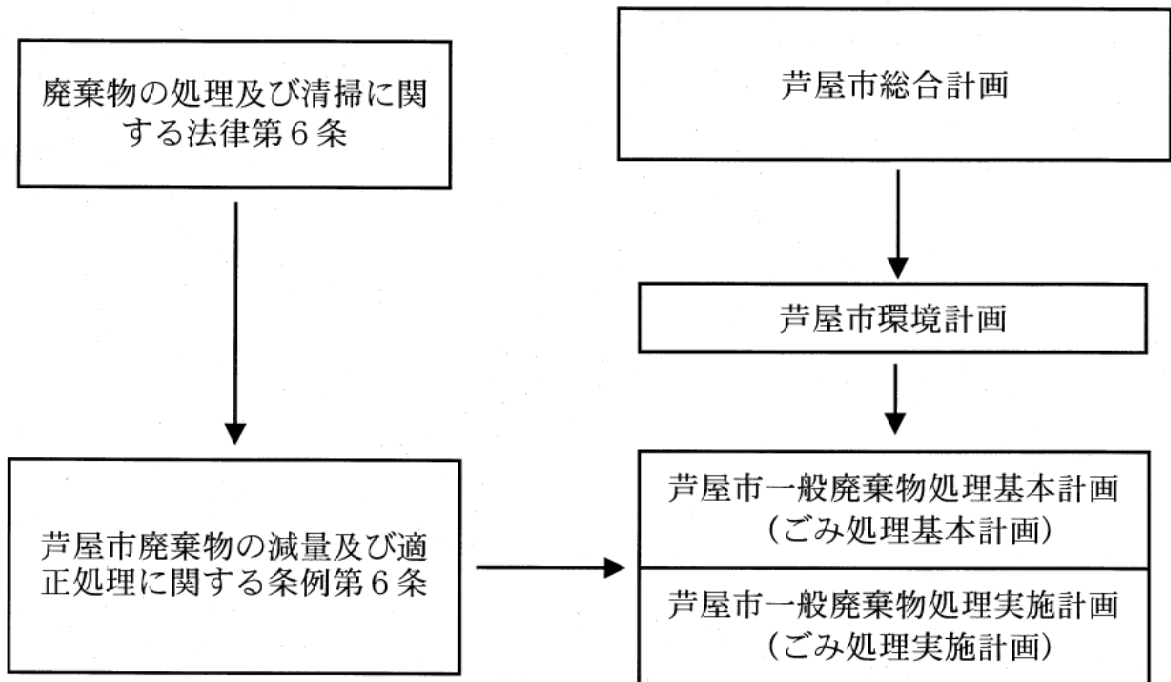 廃棄物の処理及び清掃に関
する法律第６条
芦屋市総合計画
芦屋市環境計画
芦屋市廃棄物の減量及び適
正処理に関する条例第６条
芦屋市一般廃棄物処理基本計画
（ごみ処理基本計画）
芦屋市一般廃棄物処理実施計画
（ごみ処理実施計画）